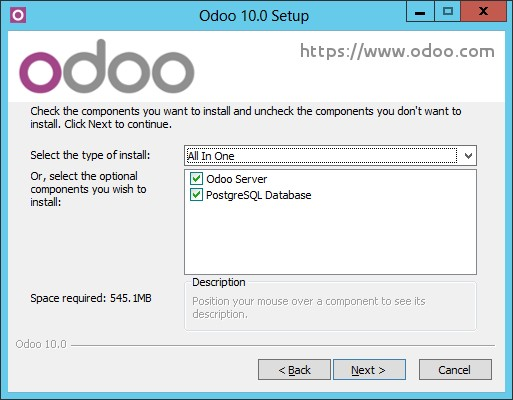 Odoo 10.0 Setup
odoo
https://www.odoo.com
Check the components you want to install and uncheck the components you don't want to
install. Click Next to continue.
Select the type of install:
All In One
Or, select the optional
components you wish to
install:
Odoo Server
PostgreSQL Database
Space required: 545.1MB
Description
Position your mouse over a component to see its
description.
Odoo 10.0
< Back
Next >
Cancel